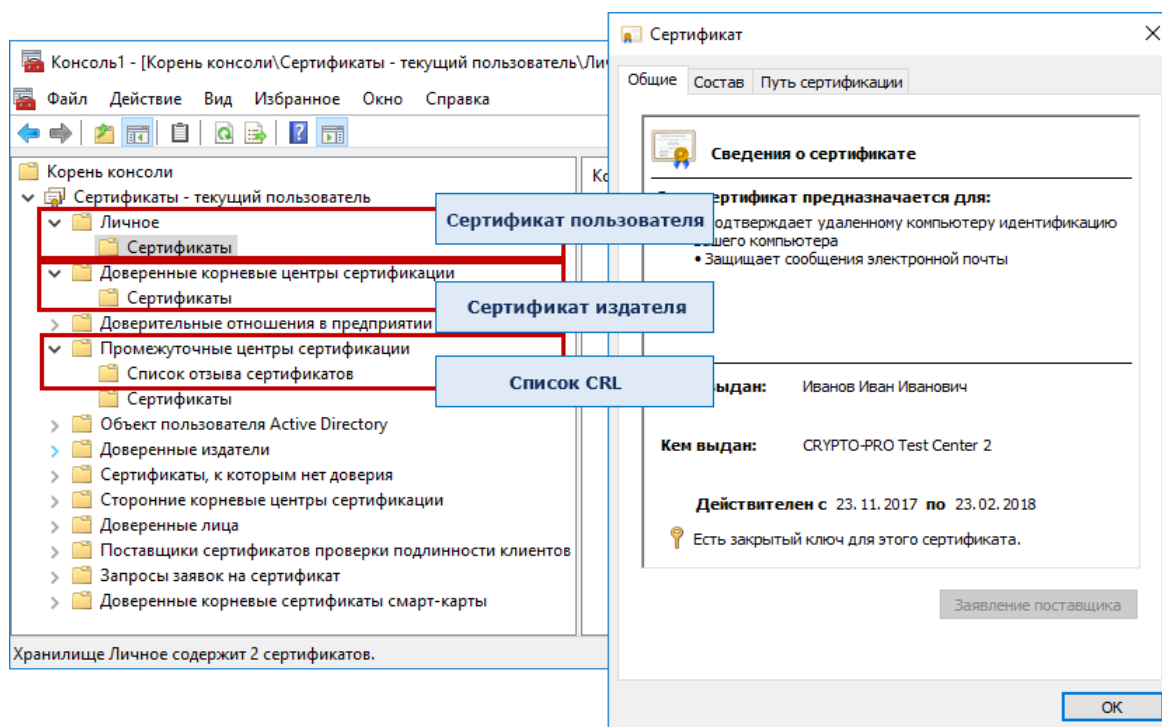 Консоль1 - [Корень консоли\Сертификаты - текущий пользователь\Ли
Файл Действие Вид Избранное Окно Справка
Корень консоли
Сертификаты - текущий пользователь
Личное
Сертификаты
Доверенные корневые центры сертификации
Сертификаты
Доверительные отношения в предприятии
Промежуточные центры сертификации
Список отзыва сертификатов
Сертификаты
Объект пользователя Active Directory
Доверенные издатели
Сертификаты, к которым нет доверия
Сторонние корневые центры сертификации
Доверенные лица
Поставщики сертификатов проверки подлинности клиентов
Запросы заявок на сертификат
Доверенные корневые сертификаты смарт-карты
Хранилище Личное содержит 2 сертификатов.
Сертификат пользователя
Сертификат издателя
Список CRL
Сертификат
Общие Состав Путь сертификации
Сведения о сертификате
ертификат предназначается для:
одтверждает удаленному компьютеру идентификацию
вашего компьютера
• Защищает сообщения электронной почты
выдан: Иванов Иван Иванович
Кем выдан: CRYPTO-PRO Test Center 2
Действителен с 23.11.2017 по 23.02.2018
Есть закрытый ключ для этого сертификата.
Заявление поставщика
ОК